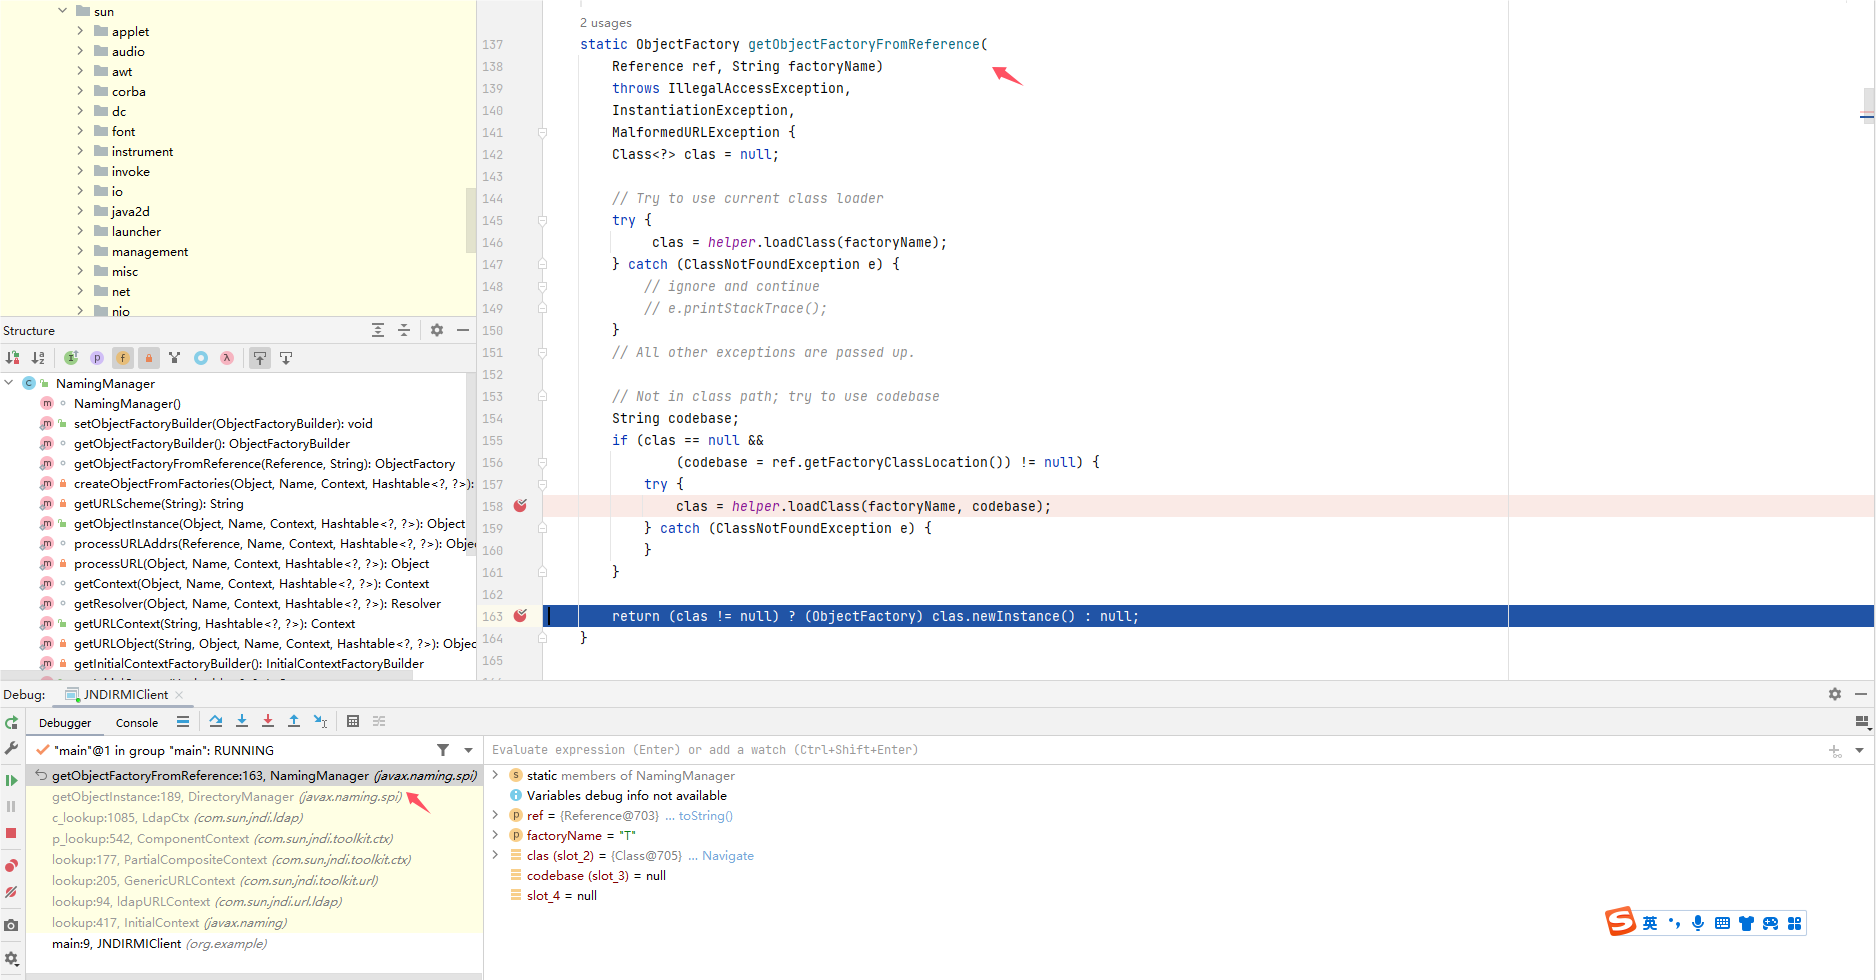 sun
applet
audio
awt
corba
dc
font
instrument
invoke
io
java2d
launcher
management
misc
net
nio
Structure
NamingManager
NamingManager()
setObjectFactoryBuilder(ObjectFactoryBuilder): void
getObjectFactoryBuilder(): ObjectFactoryBuilder
getObjectFactoryFromReference(Reference, String): ObjectFactory
createObjectFromFactories(Object, Name, Context, Hashtable<?, ?>):
getURLScheme(String): String
getObjectInstance(Object, Name, Context, Hashtable<?, ?>): Object
processURLAddrs(Reference, Name, Context, Hashtable<?, ?>): Obje
processURL(Object, Name, Context, Hashtable<?, ?>): Object
getContext(Object, Name, Context, Hashtable<?, ?>): Context
getResolver(Object, Name, Context, Hashtable<?, ?>): Resolver
getURLContext(String, Hashtable<?, ?>): Context
getURLObject(String, Object, Name, Context, Hashtable<?, ?>): Objec
getInitialContextFactoryBuilder(): InitialContextFactoryBuilder
2 usages
137 static ObjectFactory getObjectFactoryFromReference(
138 Reference ref, String factoryName)
139 throws IllegalAccessException,
140 InstantiationException,
141 MalformedURLException {
142 Class<?> clas = null;
143
144 // Try to use current class loader
145 try {
146 clas = helper.loadClass(factoryName);
147 } catch (ClassNotFoundException e) {
148 // ignore and continue
149 // e.printStackTrace();
150 }
151 // All other exceptions are passed up.
152
153 // Not in class path; try to use codebase
154 String codebase;
155 if (clas == null &&
156 (codebase = ref.getFactoryClassLocation()) != null) {
157 try {
158 clas = helper.loadClass(factoryName, codebase);
159 } catch (ClassNotFoundException e) {
160 }
161 }
162
163 return (clas != null) ? (ObjectFactory) clas.newInstance() : null;
164 }
165
Debug: JNDIRMIClient
Debugger Console
"main"@1 in group "main": RUNNING
getObjectFactoryFromReference:163, NamingManager (javax.naming.spi)
getObjectInstance:189, DirectoryManager (javax.naming.spi)
c_lookup:1085, LdapCtx (com.sun.jndi.ldap)
p_lookup:542, ComponentContext (com.sun.jndi.toolkit.ctx)
lookup:177, PartialCompositeContext (com.sun.jndi.toolkit.ctx)
lookup:205, GenericURLContext (com.sun.jndi.toolkit.url)
lookup:94, ldapURLContext (com.sun.jndi.url.ldap)
lookup:417, InitialContext (javax.naming)
main:9, JNDIRMIClient (org.example)
Evaluate expression (Enter) or add a watch (Ctrl+Shift+Enter)
static members of NamingManager
Variables debug info not available
ref = {Reference@703} ... toString()
factoryName = "T"
clas (slot_2) = {Class@705} ... Navigate
codebase (slot_3) = null
slot_4 = null
英